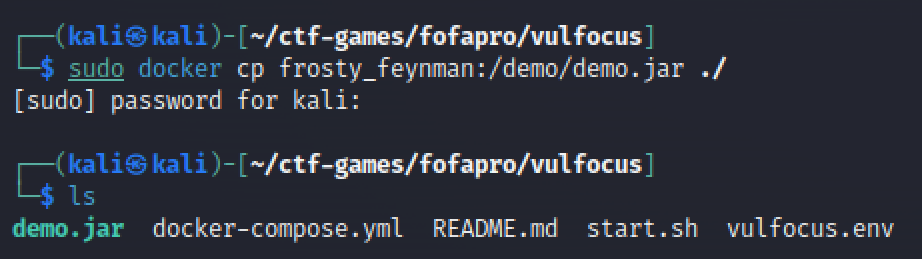 ┌──(kali㉿kali)-[~/ctf-games/fofapro/vulfocus]
└─$ sudo docker cp frosty_feynman:/demo/demo.jar ./
[sudo] password for kali:
┌──(kali㉿kali)-[~/ctf-games/fofapro/vulfocus]
└─$ ls
demo.jar  docker-compose.yml  README.md  start.sh  vulfocus.env